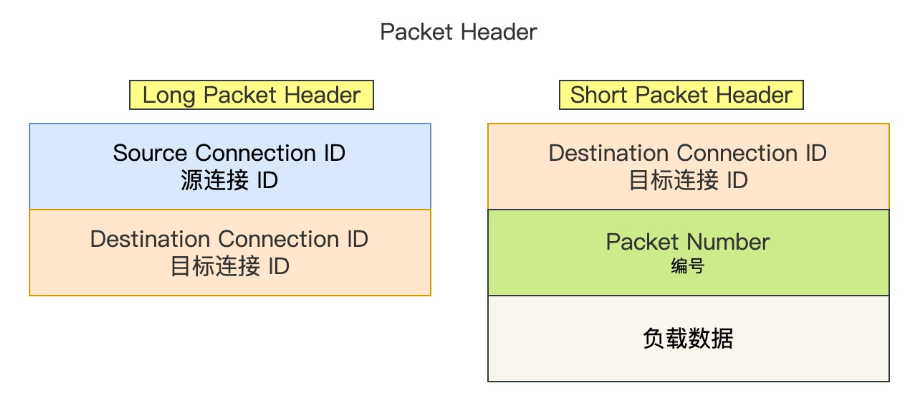 Packet Header
Long Packet Header
Source Connection ID
源连接 ID
Destination Connection ID
目标连接 ID
Short Packet Header
Destination Connection ID
目标连接 ID
Packet Number
编号
负载数据